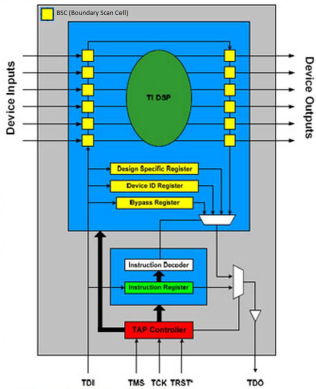 BSC (Boundary Scan Cell)
Device Inputs
TI DSP
Device Outputs
Design Specific Register
Device ID Register
Bypass Register
Instruction Decoder
Instruction Register
TAP Controller
TDI TMS TCK TRST* TDO